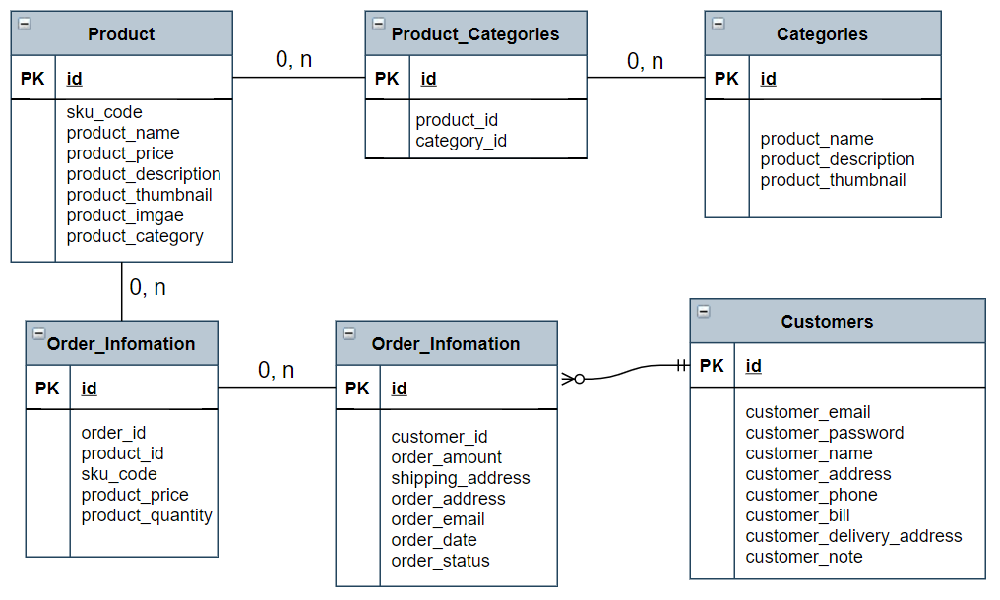 Product
PK id
sku_code
product_name
product_price
product_description
product_thumbnail
product_imgae
product_category
0, n
Product_Categories
PK id
product_id
category_id
0, n
Categories
PK id
product_name
product_description
product_thumbnail
0, n
Order_Infomation
PK id
order_id
product_id
sku_code
product_price
product_quantity
0, n
Order_Infomation
PK id
customer_id
order_amount
shipping_address
order_address
order_email
order_date
order_status
Customers
PK id
customer_email
customer_password
customer_name
customer_address
customer_phone
customer_bill
customer_delivery_address
customer_note